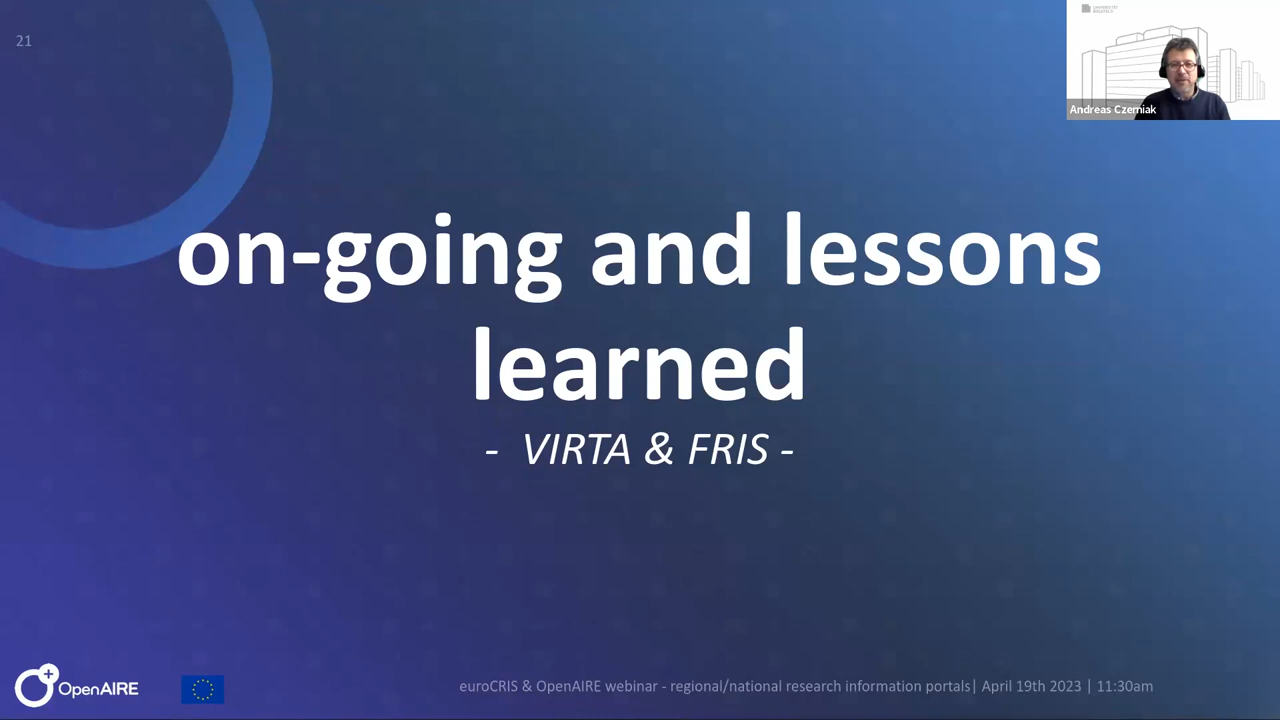 21
Andreas Czerniak
on-going and lessons
learned
- VIRTA & FRIS -
OpenAIRE
euroCRIS & OpenAIRE webinar - regional/national research information portals| April 19th 2023 | 11:30am